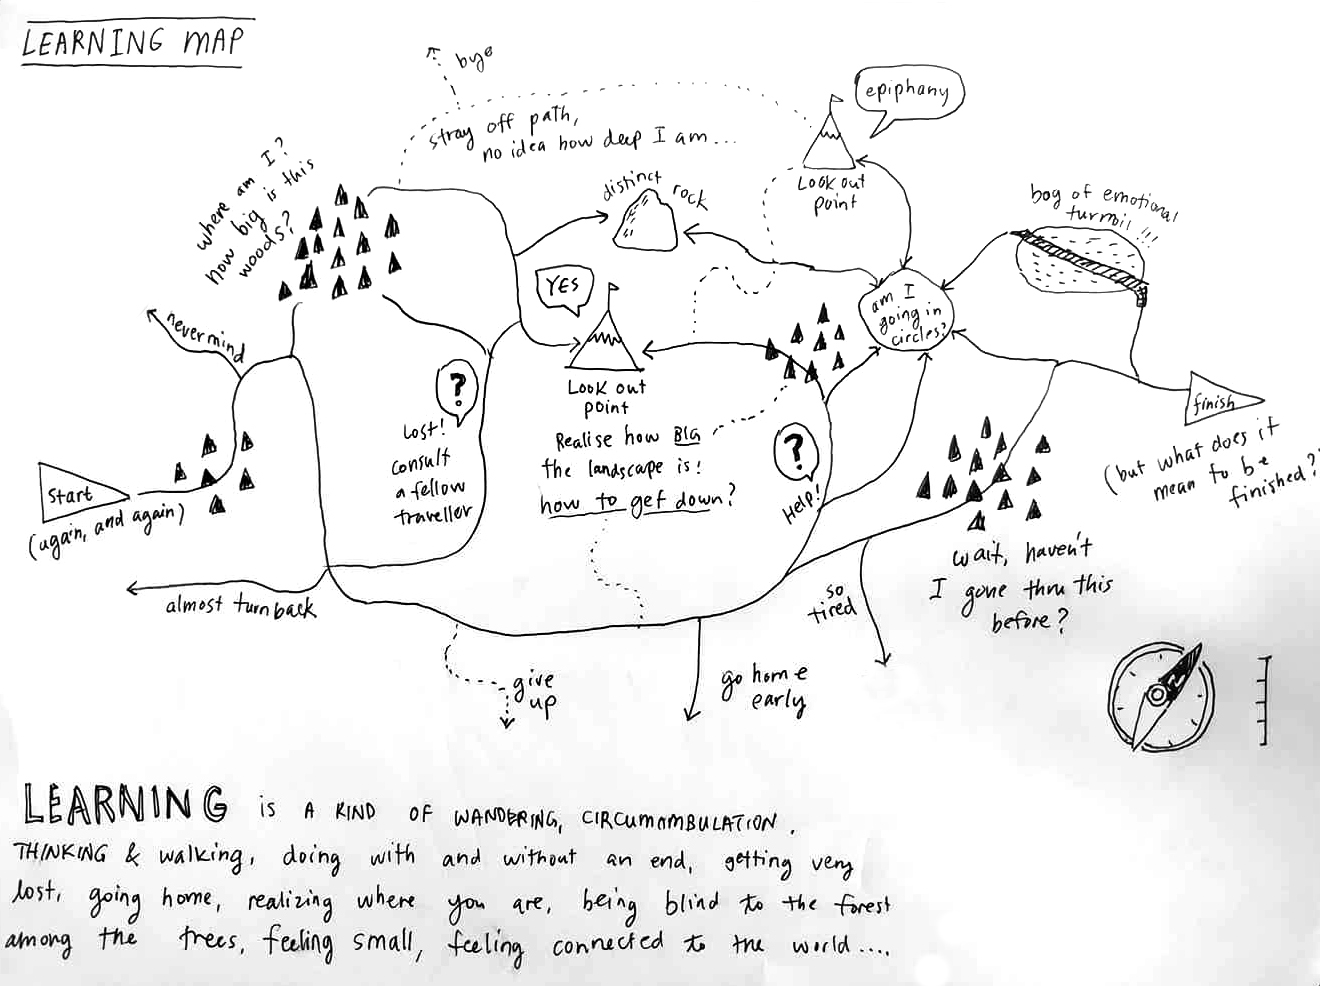 LEARNING MAP
bye
epiphany
stray off path,
no idea how deep I am...
where am I?
how big is this
woods?
distinct rock
Look out
point
bog of emotional
turmoil!!!
YES
am I
going in
circles?
nevermind
?
Look out
point
finish
(but what does it
mean to be
finished?)
Lost!
consult
a fellow
traveller
Realise how BIG
the landscape is!
how to get down?
?
HELP!
start
(again, and again)
wait, haven't
I gone thru this
before?
almost turn back
so
tired
give
up
go home
early
LEARNING is A KIND OF WANDERING, CIRCUMAMBULATION.
THINKING & walking, doing with and without an end, getting very
lost, going home, realizing where you are, being blind to the forest
among the trees, feeling small, feeling connected to the world....